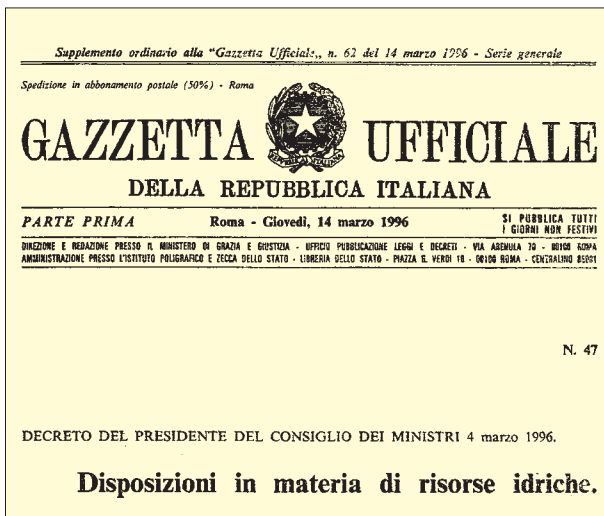 Supplemento ordinario alla "Gazzetta Ufficiale„ n. 62 del 14 marzo 1996 - Serie generale
Spedizione in abbonamento postale (50%) - Roma
GAZZETTA UFFICIALE
DELLA REPUBBLICA ITALIANA
PARTE PRIMA Roma - Giovedì, 14 marzo 1996 SI PUBBLICA TUTTI
I GIORNI NON FESTIVI
DIREZIONE E REDAZIONE PRESSO IL MINISTERO DI GRAZIA E GIUSTIZIA - UFFICIO PUBBLICAZIONE LEGGI E DECRETI - VIA ARENULA 70 - 00100 ROMA
AMMINISTRAZIONE PRESSO L'ISTITUTO POLIGRAFICO E ZECCA DELLO STATO - LIBRERIA DELLO STATO - PIAZZA G. VERDI 10 - 00100 ROMA - CENTRALINO
N. 47
DECRETO DEL PRESIDENTE DEL CONSIGLIO DEI MINISTRI 4 marzo 1996.
Disposizioni in materia di risorse idriche.